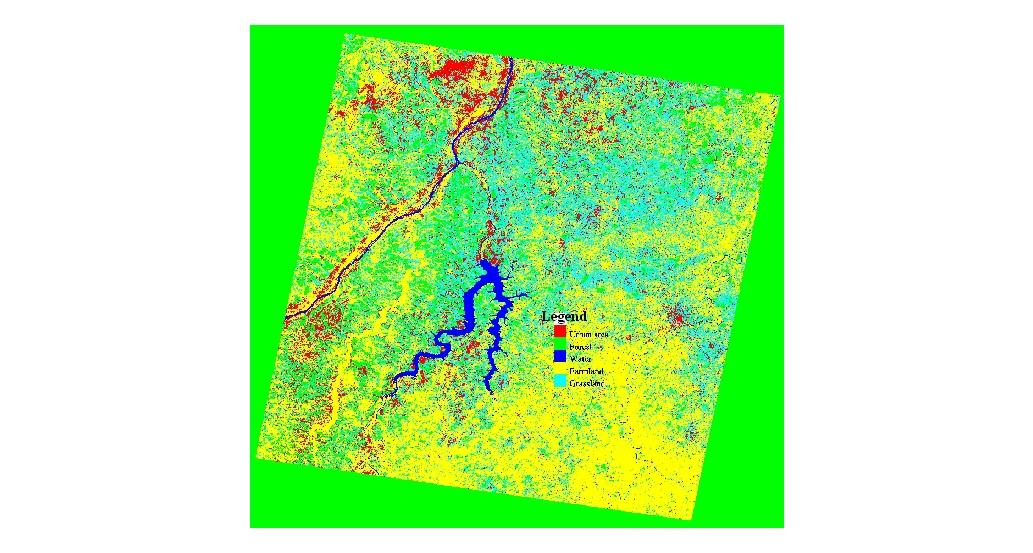 Legend
Urban area
Forest
Water
Farmland
Grassland